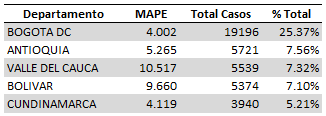 Departamento MAPE Total Casos % Total
BOGOTA DC 4.002 19196 25.37%
ANTIOQUIA 5.265 5721 7.56%
VALLE DEL CAUCA 10.517 5539 7.32%
BOLIVAR 9.660 5374 7.10%
CUNDINAMARCA 4.119 3940 5.21%